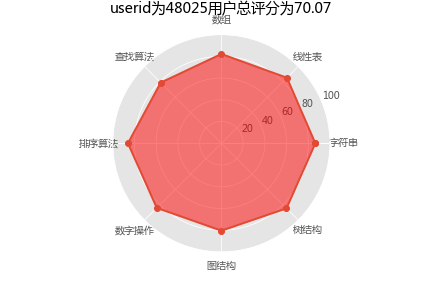 userid为48025用户总评分为70.07
数组
查找算法
线性表
100
80
60
40
20
排序算法
字符串
数字操作
树结构
图结构